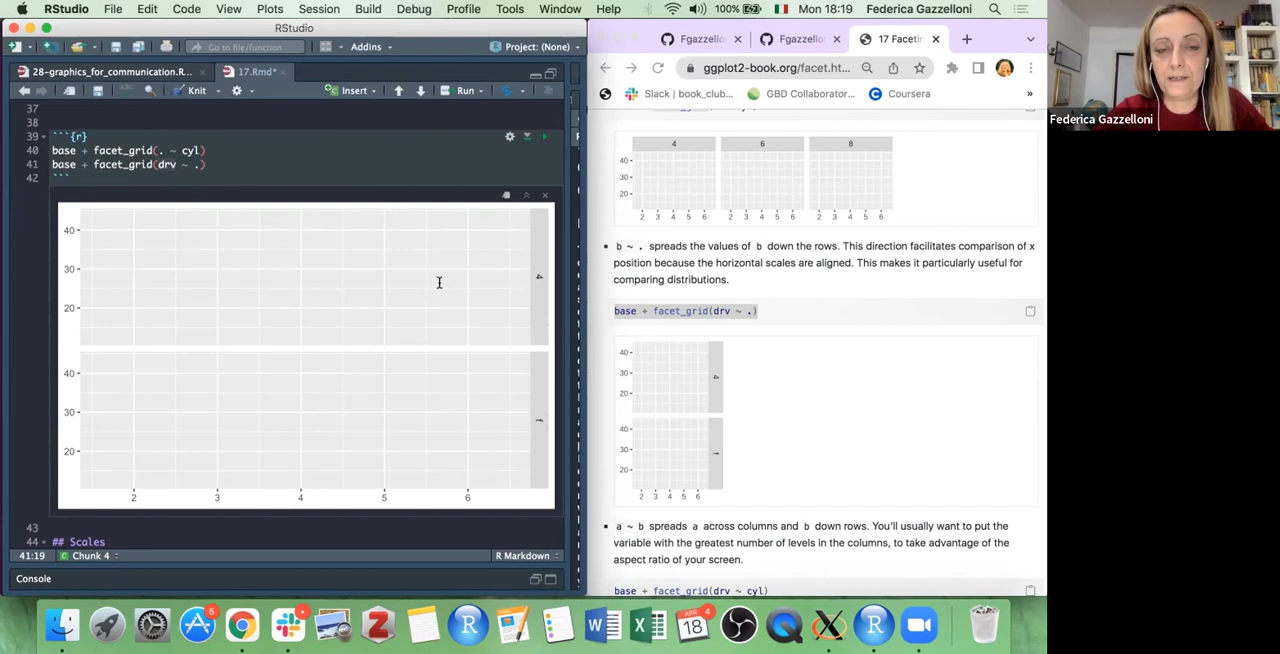 RStudio File Edit Code View Plots Session Build Debug Profile Tools Window Help 100% Mon 18:19 Federica Gazzelloni
RStudio
Go to file/function Addins Project: (None)
28-graphics_for_communication.R... 17.Rmd*
Knit Insert Run
37
38
39 ```{r}
40 base + facet_grid(. ~ cyl)
41 base + facet_grid(drv ~ .)
42 ```
40
30
20
4
40
30
20
f
2 3 4 5 6
43
44 ## Scales
41:19 Chunk 4 R Markdown
Console
Fgazzello Fgazzello 17 Facetin
ggplot2-book.org/facet.ht...
Slack | book_club... GBD Collaborator... Coursera »
4 6 8
40
30
20
2 3 4 5 6 2 3 4 5 6 2 3 4 5 6
b ~ . spreads the values of b down the rows. This direction facilitates comparison of x
position because the horizontal scales are aligned. This makes it particularly useful for
comparing distributions.
base + facet_grid(drv ~ .)
40
30
20
4
40
30
20
f
2 3 4 5 6
a ~ b spreads a across columns and b down rows. You'll usually want to put the
variable with the greatest number of levels in the columns, to take advantage of the
aspect ratio of your screen.
base + facet_grid(drv ~ cyl)
Federica Gazzelloni
5
APR 4
18